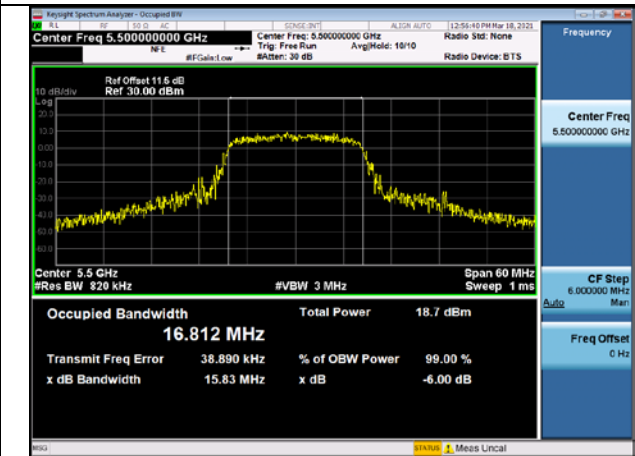 Keysight Spectrum Analyzer - Occupied BW
RL RF 50 Ω AC SENSE:INT ALIGN AUTO 12:56:40 PM Mar 18, 2021
Center Freq 5.500000000 GHz Center Freq: 5.500000000 GHz Radio Std: None
NFE Trig: Free Run Avg|Hold: 10/10
#IFGain:Low #Atten: 30 dB Radio Device: BTS
Frequency
Ref Offset 11.5 dB
10 dB/div Ref 30.00 dBm
Log
20.0
10.0
0.00
10.0
20.0
30.0
40.0
50.0
60.0
Center Freq
5.500000000 GHz
Center 5.5 GHz Span 60 MHz
#Res BW 820 kHz #VBW 3 MHz Sweep 1 ms
CF Step
6.000000 MHz
Auto Man
Occupied Bandwidth Total Power 18.7 dBm
16.812 MHz
Transmit Freq Error 38.890 kHz % of OBW Power 99.00 %
x dB Bandwidth 15.83 MHz x dB -6.00 dB
Freq Offset
0 Hz
MSG STATUS Meas Uncal